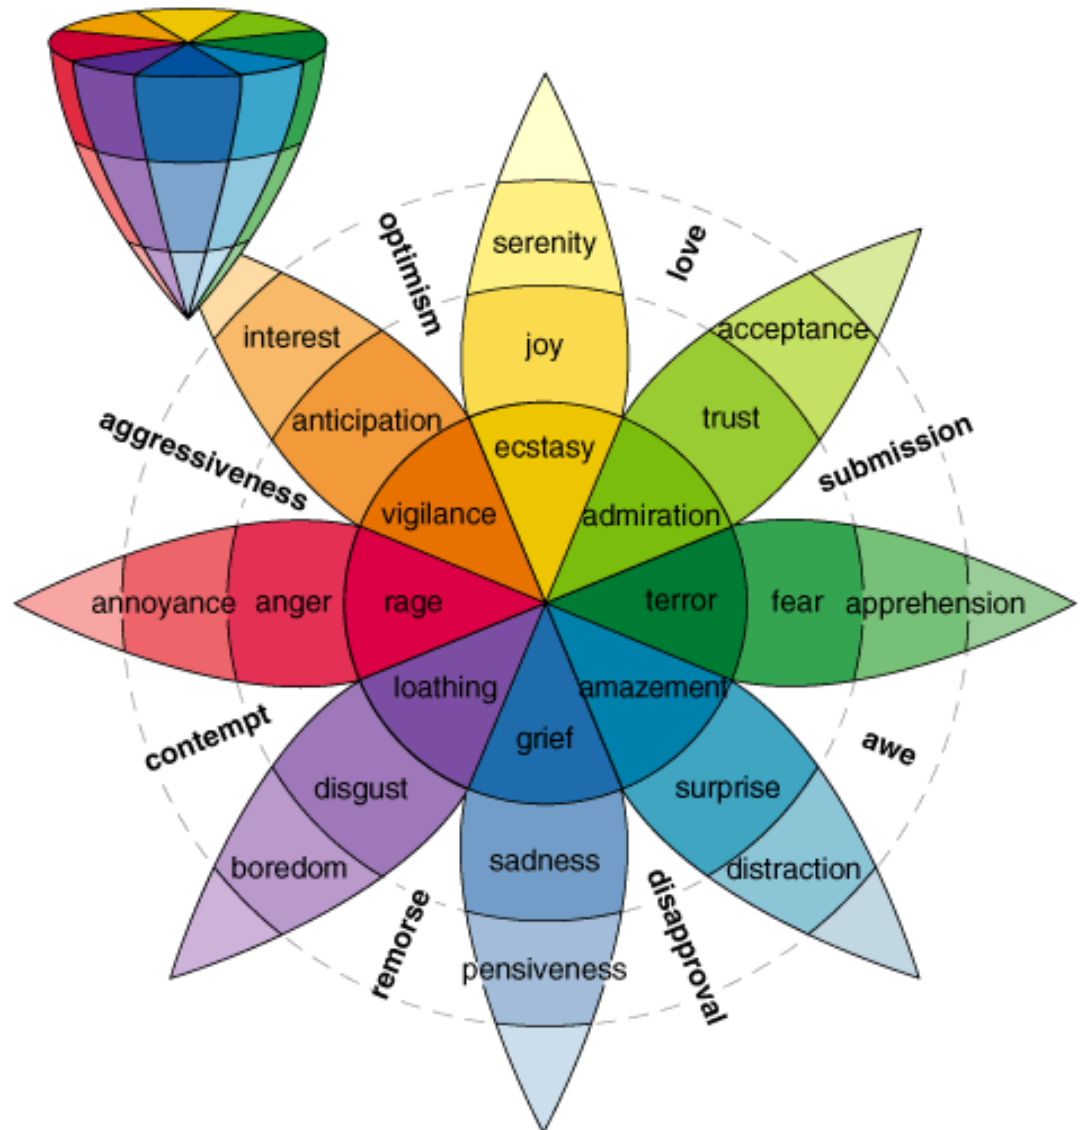 optimism
love
serenity
interest
acceptance
joy
anticipation
trust
aggressiveness
submission
ecstasy
vigilance
admiration
annoyance
anger
rage
terror
fear
apprehension
loathing
amazement
grief
contempt
awe
disgust
surprise
boredom
sadness
distraction
remorse
disapproval
pensiveness